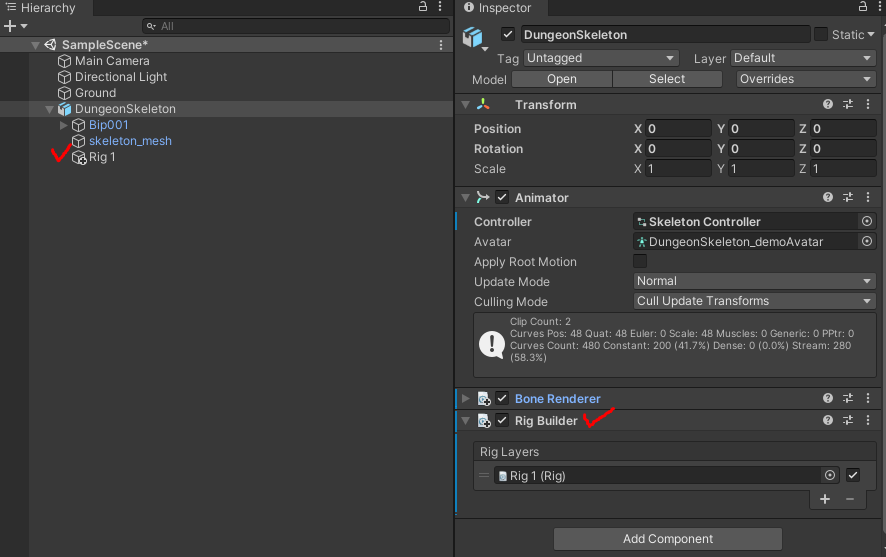 Hierarchy
All
SampleScene*
Main Camera
Directional Light
Ground
DungeonSkeleton
Bip001
skeleton_mesh
Rig 1
Inspector
DungeonSkeleton Static
Tag Untagged Layer Default
Model Open Select Overrides
Transform
Position X 0 Y 0 Z 0
Rotation X 0 Y 0 Z 0
Scale X 1 Y 1 Z 1
Animator
Controller Skeleton Controller
Avatar DungeonSkeleton_demoAvatar
Apply Root Motion
Update Mode Normal
Culling Mode Cull Update Transforms
Clip Count: 2
Curves Pos: 48 Quat: 48 Euler: 0 Scale: 48 Muscles: 0 Generic: 0 PPtr: 0
Curves Count: 480 Constant: 200 (41.7%) Dense: 0 (0.0%) Stream: 280
(58.3%)
Bone Renderer
Rig Builder
Rig Layers
Rig 1 (Rig)
Add Component